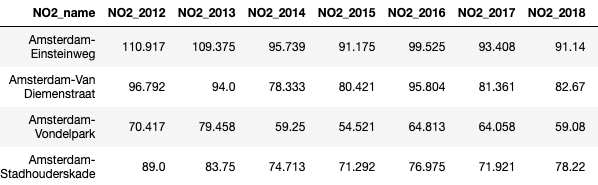 NO2_name NO2_2012 NO2_2013 NO2_2014 NO2_2015 NO2_2016 NO2_2017 NO2_2018
Amsterdam-
Einsteinweg 110.917 109.375 95.739 91.175 99.525 93.408 91.14
Amsterdam-Van
Diemenstraat 96.792 94.0 78.333 80.421 95.804 81.361 82.67
Amsterdam-
Vondelpark 70.417 79.458 59.25 54.521 64.813 64.058 59.08
Amsterdam-
Stadhouderskade 89.0 83.75 74.713 71.292 76.975 71.921 78.22